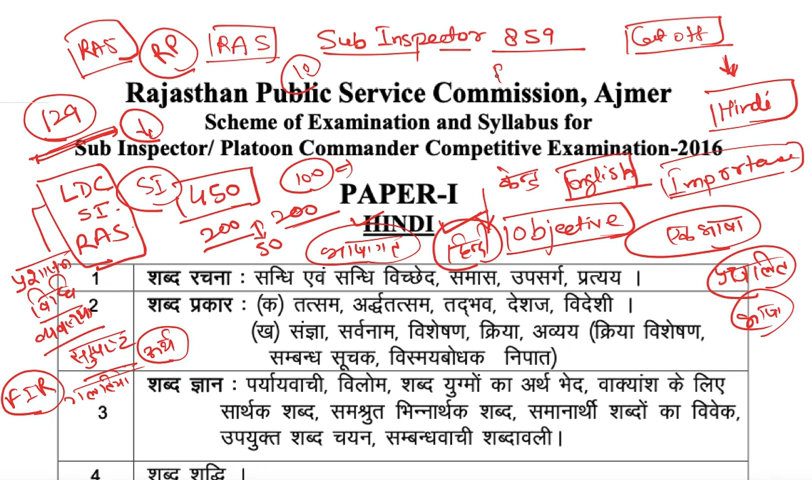 RAS RP RAS Sub Inspector 859 Cut off
10
Rajasthan Public Service Commission, Ajmer
Hindi
129
Scheme of Examination and Syllabus for
Sub Inspector/ Platoon Commander Competitive Examination-2016
LDC SI 450 100 केन्द्र English Importance
SI.
RAS
PAPER-I
200 200
50
HINDI
भाषागत हिन्दी Objective एक भाषा
1 शब्द रचना : सन्धि एवं सन्धि विच्छेद, समास, उपसर्ग, प्रत्यय ।
प्रचलित
विधि
2 शब्द प्रकार : (क) तत्सम, अर्द्धतत्सम, तद्भव, देशज, विदेशी ।
(ख) संज्ञा, सर्वनाम, विशेषण, क्रिया, अव्यय (क्रिया विशेषण,
सम्बन्ध सूचक, विस्मयबोधक निपात)
अर्थ
FIR
3 शब्द ज्ञान : पर्यायवाची, विलोम, शब्द युग्मों का अर्थ भेद, वाक्यांश के लिए
सार्थक शब्द, समश्रुत भिन्नार्थक शब्द, समानार्थी शब्दों का विवेक,
उपयुक्त शब्द चयन, सम्बन्धवाची शब्दावली।
4 शब्द शुद्धि ।